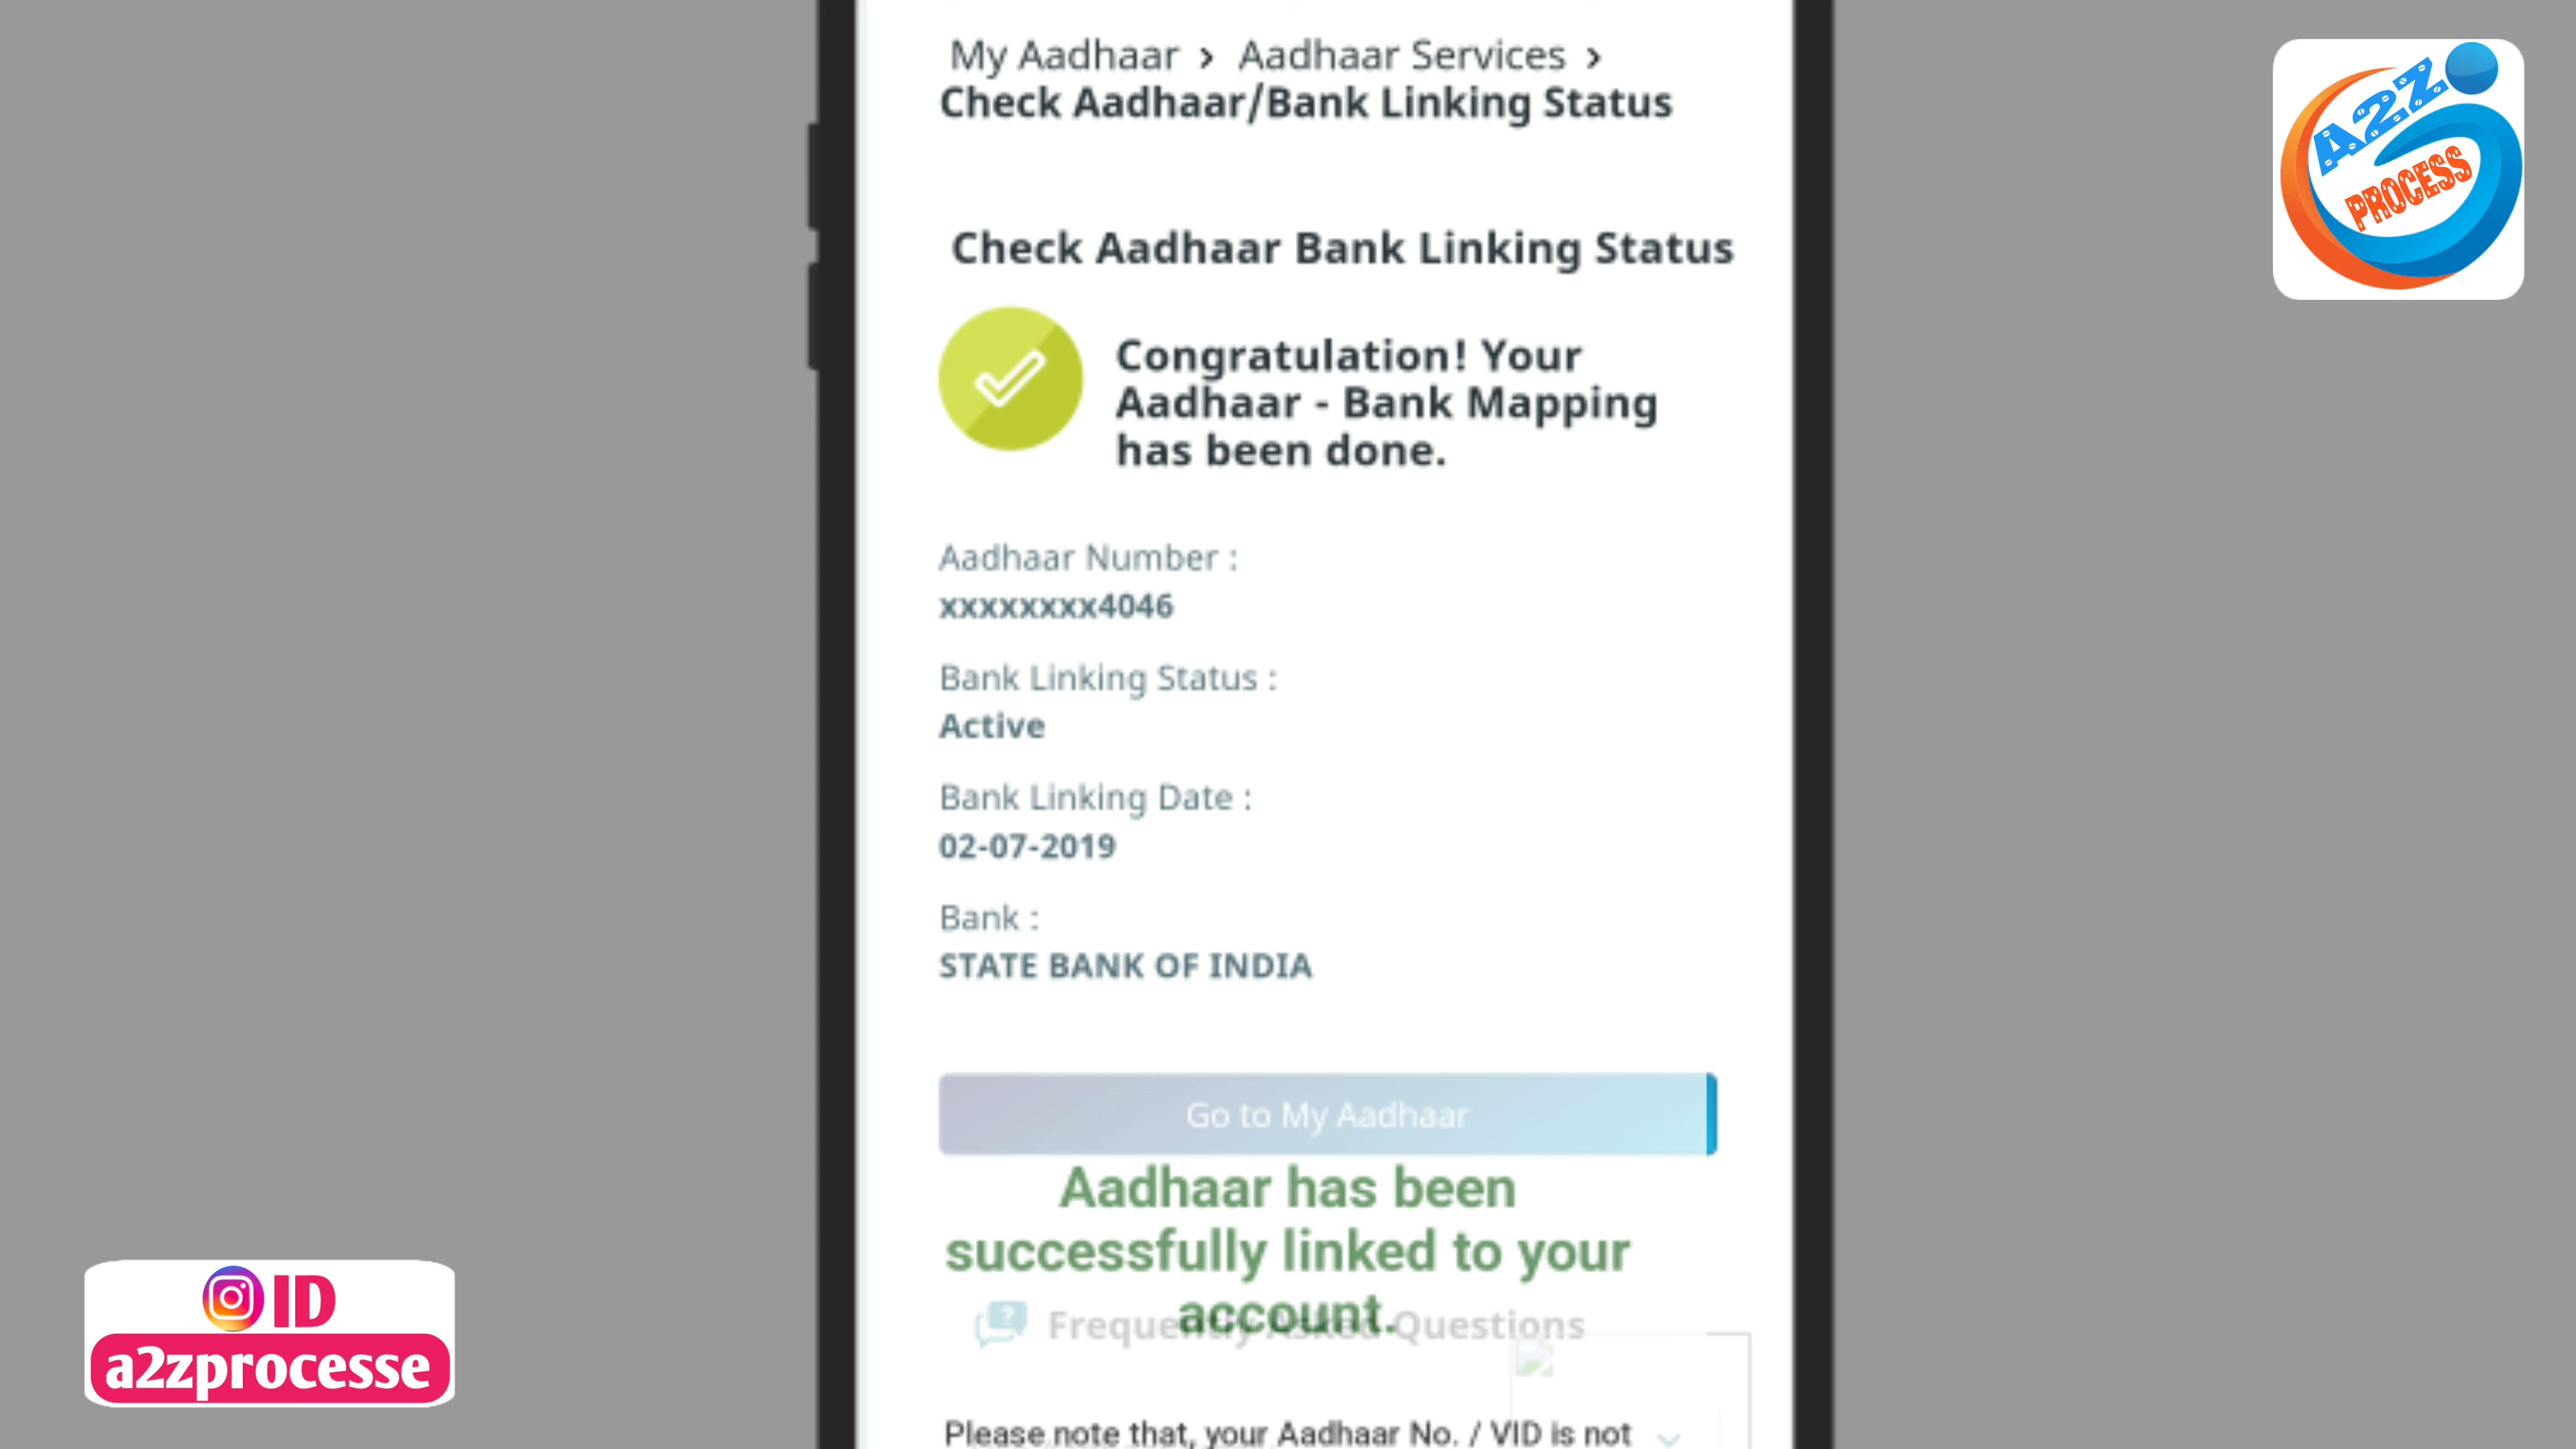 My Aadhaar > Aadhaar Services >
Check Aadhaar/Bank Linking Status
Check Aadhaar Bank Linking Status
Congratulation! Your
Aadhaar - Bank Mapping
has been done.
Aadhaar Number :
xxxxxxxx4046
Bank Linking Status :
Active
Bank Linking Date :
02-07-2019
Bank :
STATE BANK OF INDIA
Go to My Aadhaar
Aadhaar has been
successfully linked to your
account.
Frequently Asked Questions
Please note that, your Aadhaar No. / VID is not
A2Z
PROCESS
ID
a2zprocesse